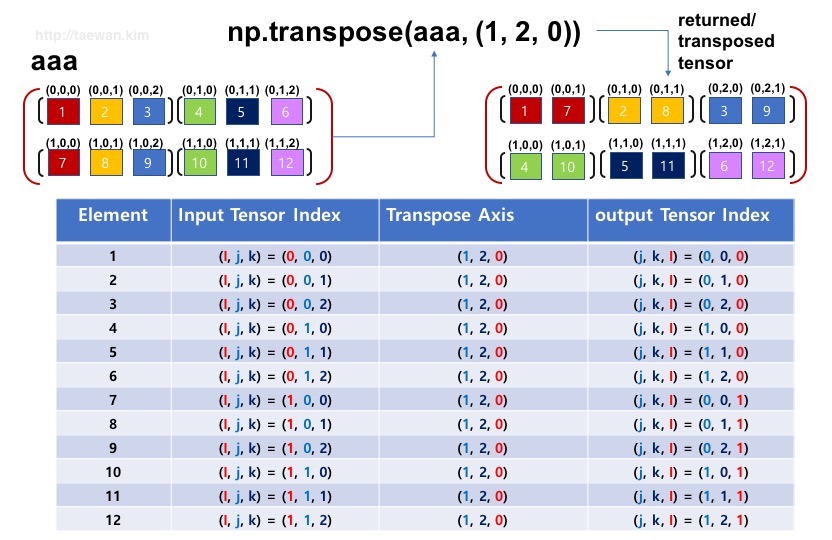 http://taewan.kim
np.transpose(aaa, (1, 2, 0))
returned/
transposed
tensor
aaa
(0,0,0) (0,0,1) (0,0,2) (0,1,0) (0,1,1) (0,1,2)
1 2 3 4 5 6
(1,0,0) (1,0,1) (1,0,2) (1,1,0) (1,1,1) (1,1,2)
7 8 9 10 11 12
(0,0,0) (0,0,1) (0,1,0) (0,1,1) (0,2,0) (0,2,1)
1 7 2 8 3 9
(1,0,0) (1,0,1) (1,1,0) (1,1,1) (1,2,0) (1,2,1)
4 10 5 11 6 12
Element Input Tensor Index Transpose Axis output Tensor Index
1 (I, j, k) = (0, 0, 0) (1, 2, 0) (j, k, I) = (0, 0, 0)
2 (I, j, k) = (0, 0, 1) (1, 2, 0) (j, k, I) = (0, 1, 0)
3 (I, j, k) = (0, 0, 2) (1, 2, 0) (j, k, I) = (0, 2, 0)
4 (I, j, k) = (0, 1, 0) (1, 2, 0) (j, k, I) = (1, 0, 0)
5 (I, j, k) = (0, 1, 1) (1, 2, 0) (j, k, I) = (1, 1, 0)
6 (I, j, k) = (0, 1, 2) (1, 2, 0) (j, k, I) = (1, 2, 0)
7 (I, j, k) = (1, 0, 0) (1, 2, 0) (j, k, I) = (0, 0, 1)
8 (I, j, k) = (1, 0, 1) (1, 2, 0) (j, k, I) = (0, 1, 1)
9 (I, j, k) = (1, 0, 2) (1, 2, 0) (j, k, I) = (0, 2, 1)
10 (I, j, k) = (1, 1, 0) (1, 2, 0) (j, k, I) = (1, 0, 1)
11 (I, j, k) = (1, 1, 1) (1, 2, 0) (j, k, I) = (1, 1, 1)
12 (I, j, k) = (1, 1, 2) (1, 2, 0) (j, k, I) = (1, 2, 1)